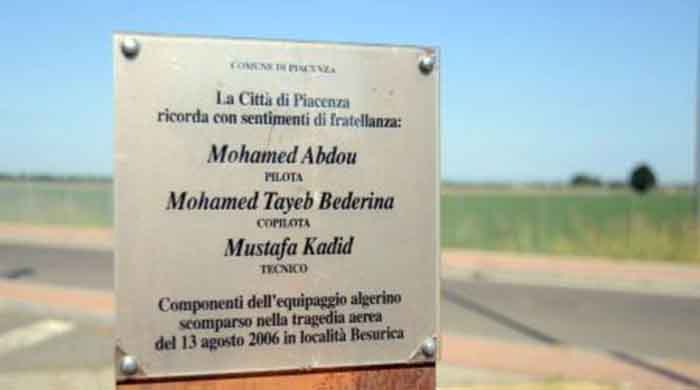 COMUNE DI PIACENZA
La Città di Piacenza
ricorda con sentimenti di fratellanza:
Mohamed Abdou
PILOTA
Mohamed Tayeb Bederina
COPILOTA
Mustafa Kadid
TECNICO
Componenti dell'equipaggio algerino
scomparso nella tragedia aerea
del 13 agosto 2006 in località Besurica